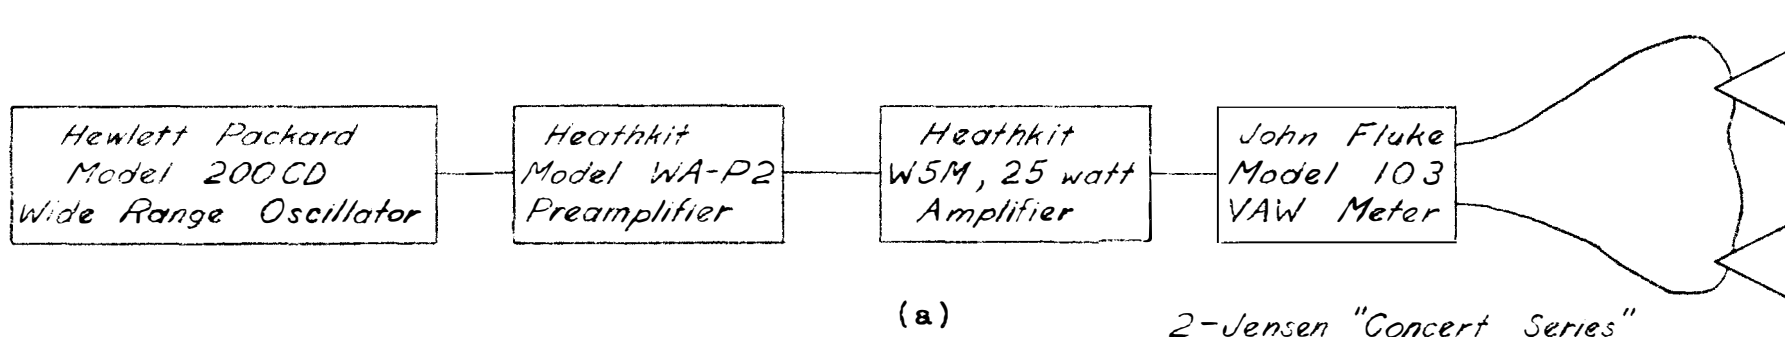 Hewlett Packard
Model 200CD
Wide Range Oscillator
Heathkit
Model WA-P2
Preamplifier
Heathkit
W5M, 25 watt
Amplifier
John Fluke
Model 103
VAW Meter
(a)
2-Jensen "Concert Series"